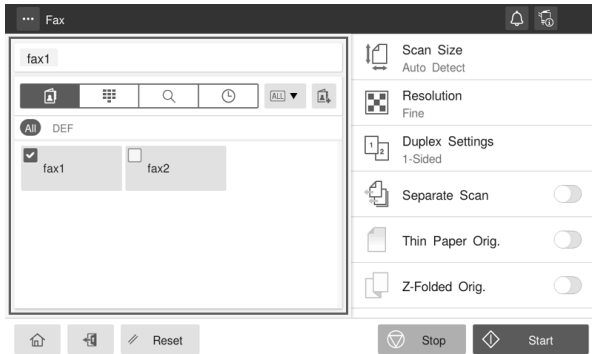 Fax
fax1
ALL
All DEF
fax1 fax2
Scan Size
Auto Detect
Resolution
Fine
1 2
Duplex Settings
1-Sided
Separate Scan
Thin Paper Orig.
Z-Folded Orig.
Reset
Stop
Start